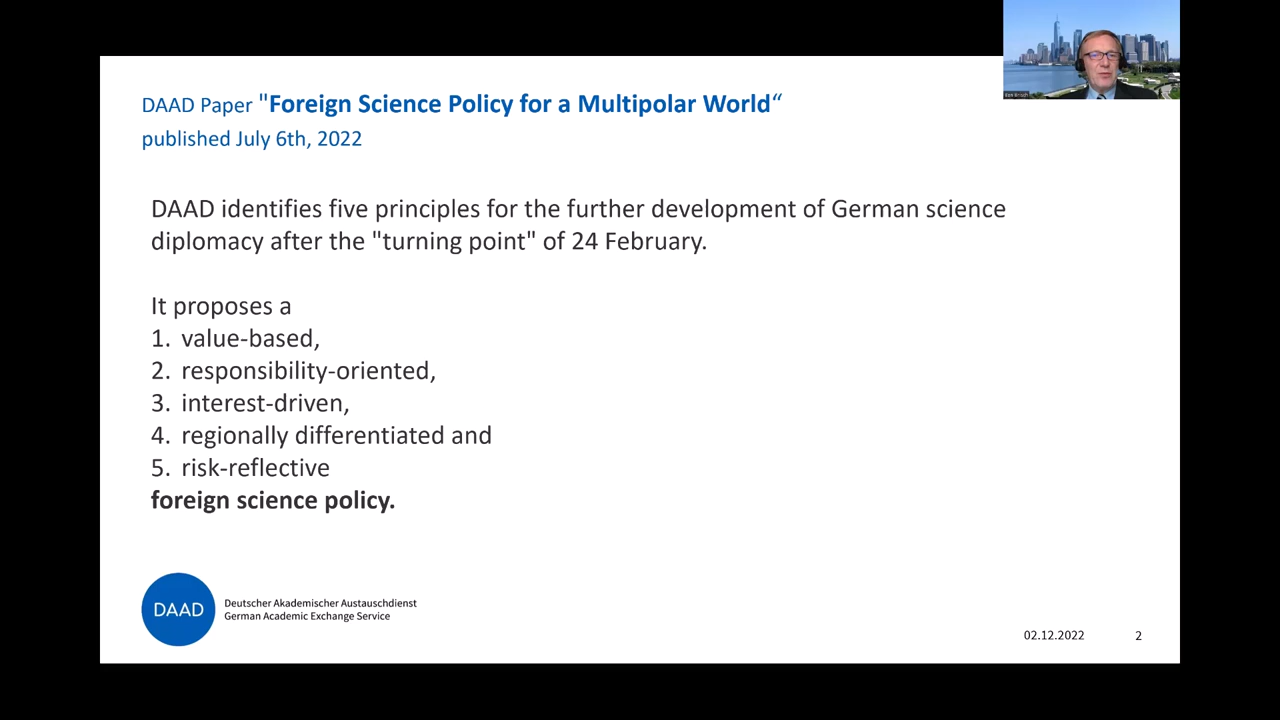 DAAD Paper "Foreign Science Policy for a Multipolar World“
published July 6th, 2022
DAAD identifies five principles for the further development of German science
diplomacy after the "turning point" of 24 February.
It proposes a
1. value-based,
2. responsibility-oriented,
3. interest-driven,
4. regionally differentiated and
5. risk-reflective
foreign science policy.
DAAD
Deutscher Akademischer Austauschdienst
German Academic Exchange Service
02.12.2022
2